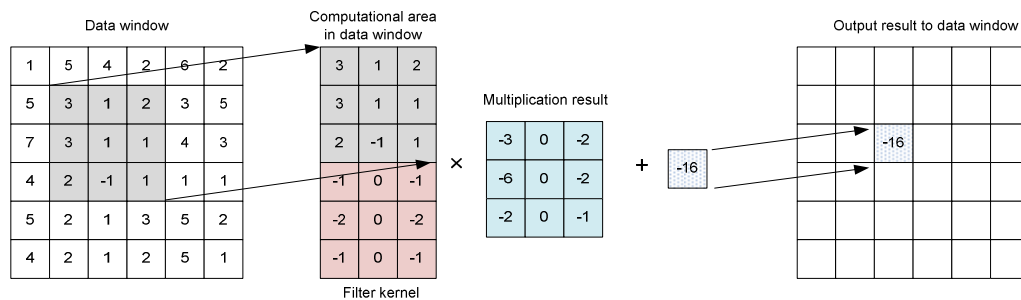 Data window
1 5 4 2 6 2
5 3 1 2 3 5
7 3 1 1 4 3
4 2 -1 1 1 1
5 2 1 3 5 2
4 2 1 2 5 1
Computational area
in data window
3 1 2
3 1 1
2 -1 1
-1 0 -1
-2 0 -2
-1 0 -1
Filter kernel
×
Multiplication result
-3 0 -2
-6 0 -2
-2 0 -1
+
-16
Output result to data window
-16